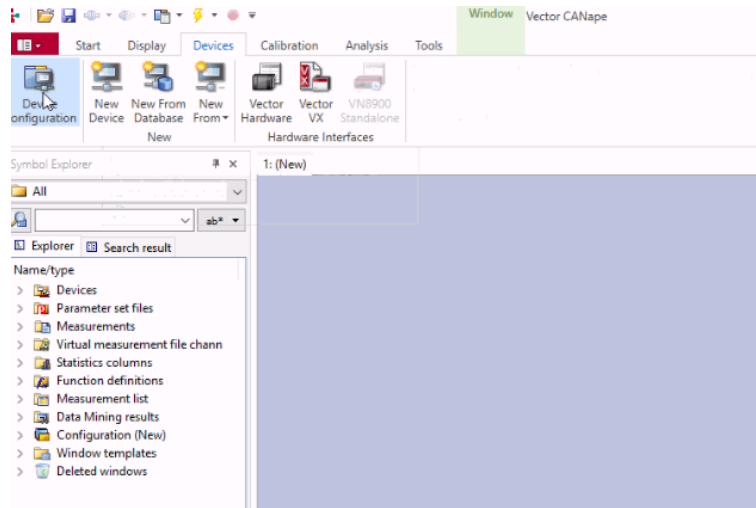 Window Vector CANape
Start Display Devices Calibration Analysis Tools
Device Configuration
New Device
New From Database
New From
Vector Hardware
Vector VX
VN8900 Standalone
New
Hardware Interfaces
Symbol Explorer
1: (New)
All
ab*
Explorer Search result
Name/type
Devices
Parameter set files
Measurements
Virtual measurement file chann
Statistics columns
Function definitions
Measurement list
Data Mining results
Configuration (New)
Window templates
Deleted windows